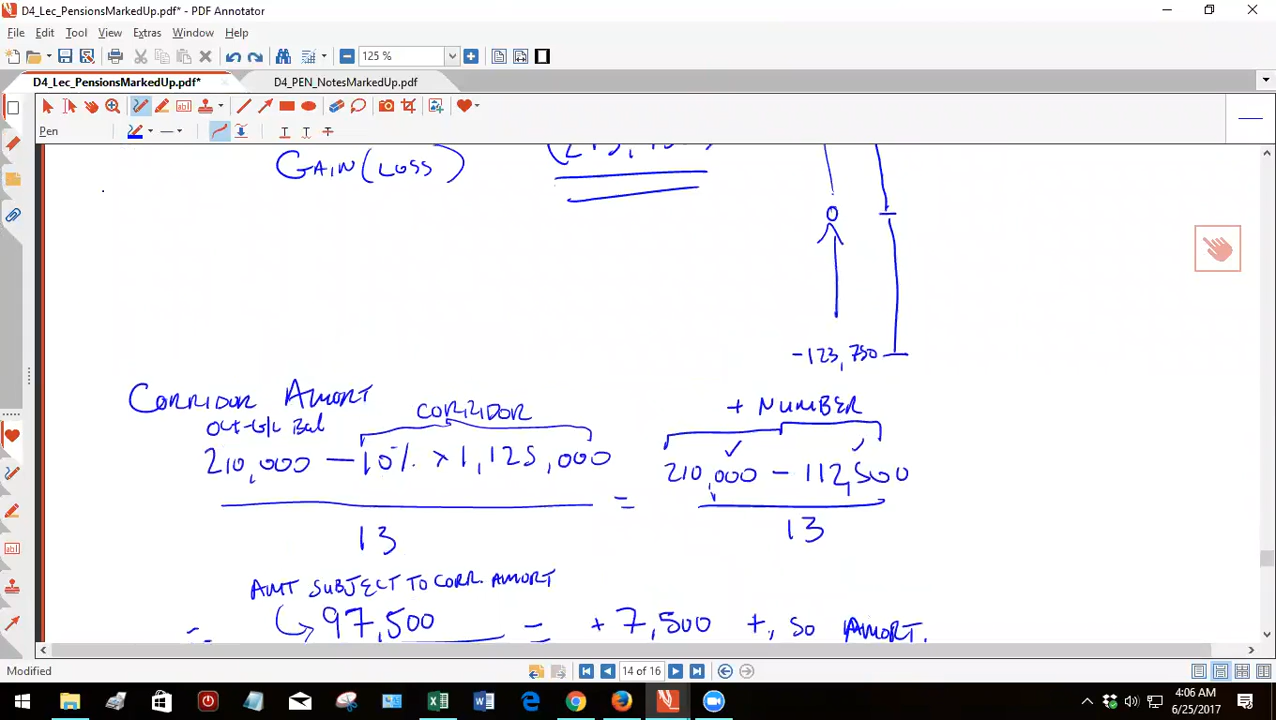 D4_Lec_PensionsMarkedUp.pdf* - PDF Annotator
File Edit Tool View Extras Window Help
125 %
D4_Lec_PensionsMarkedUp.pdf* D4_PEN_NotesMarkedUp.pdf
Pen
GAIN (LOSS)
0
-123,750
CORRIDOR AMORT
+ NUMBER
CORRIDOR
G/L Bal
210,000 - 10% x 1,125,000
210,000 - 112,500
=
13
13
AMT SUBJECT TO CORR. AMORT
= 97,500 = + 7,500 +, SO AMORT.
Modified
14 of 16
4:06 AM
6/25/2017